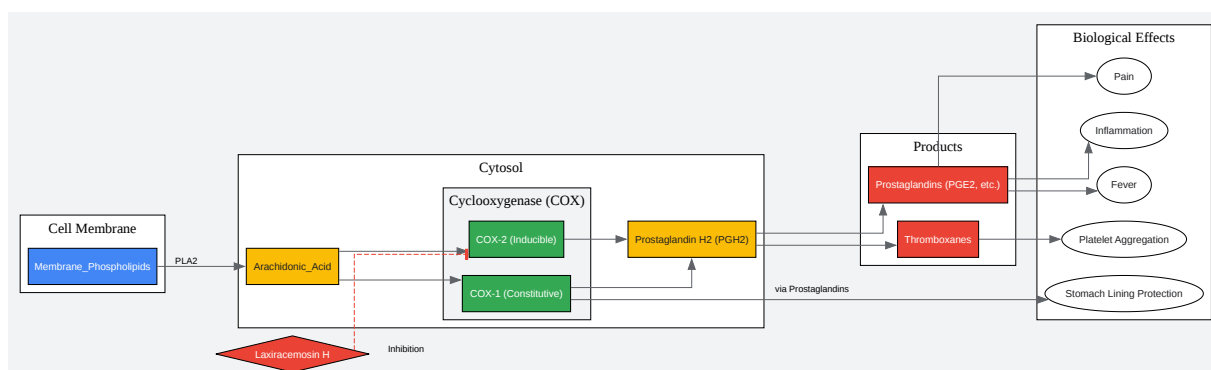 Biological Effects
Pain
Inflammation
Products
Prostaglandins (PGE2, etc.)
Fever
Cytosol
Cyclooxygenase (COX)
Cell Membrane
COX-2 (Inducible)
Prostaglandin H2 (PGH2)
Thromboxanes
Platelet Aggregation
Membrane_Phospholipids
PLA2
Arachidonic_Acid
COX-1 (Constitutive)
via Prostaglandins
Stomach Lining Protection
Laxiracemosin H
Inhibition